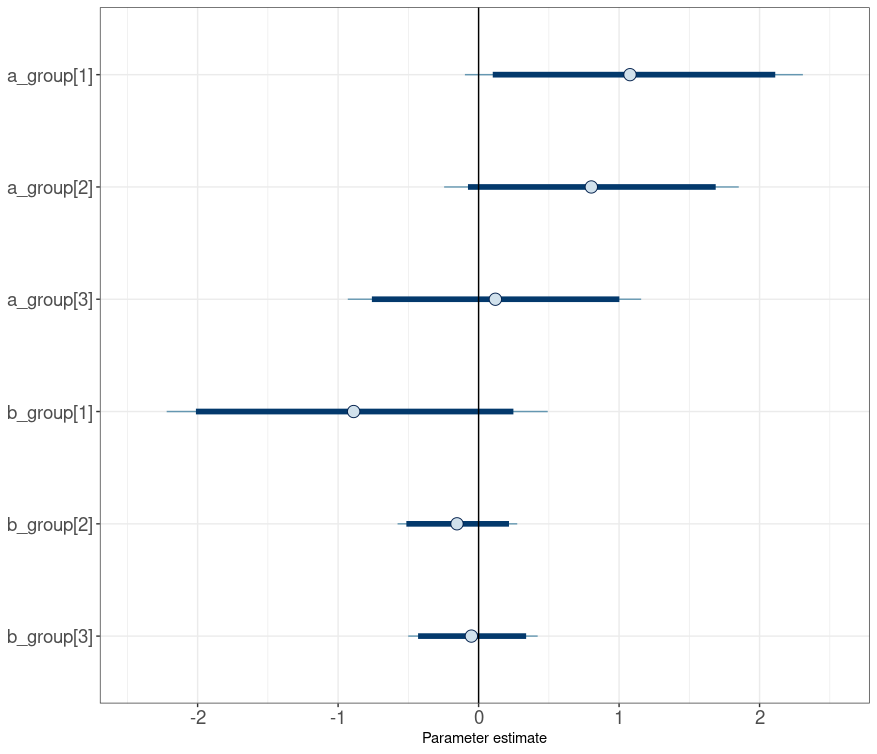 a_group[1]
a_group[2]
a_group[3]
b_group[1]
b_group[2]
b_group[3]
-2 -1 0 1 2
Parameter estimate